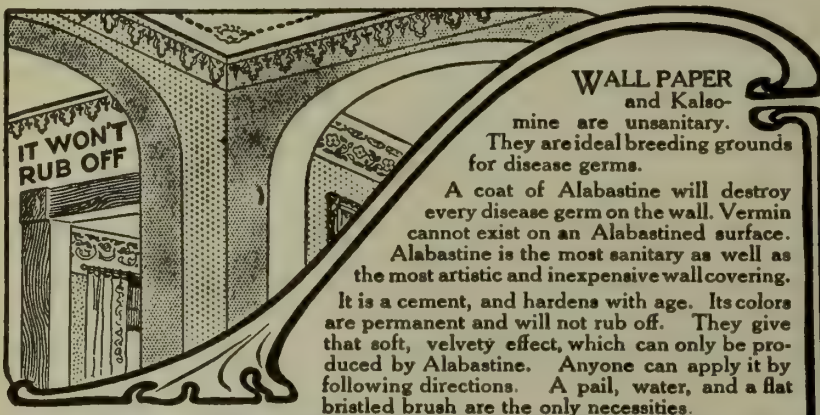 IT WON'T
RUB OFF
WALL PAPER
and Kalso-
mine are unsanitary.
They are ideal breeding grounds
for disease germs.
A coat of Alabastine will destroy
every disease germ on the wall. Vermin
cannot exist on an Alabastined surface.
Alabastine is the most sanitary as well as
the most artistic and inexpensive wall covering.
It is a cement, and hardens with age. Its colors
are permanent and will not rub off. They give
that soft, velvety effect, which can only be pro-
duced by Alabastine. Anyone can apply it by
following directions. A pail, water, and a flat
bristled brush are the only necessities.